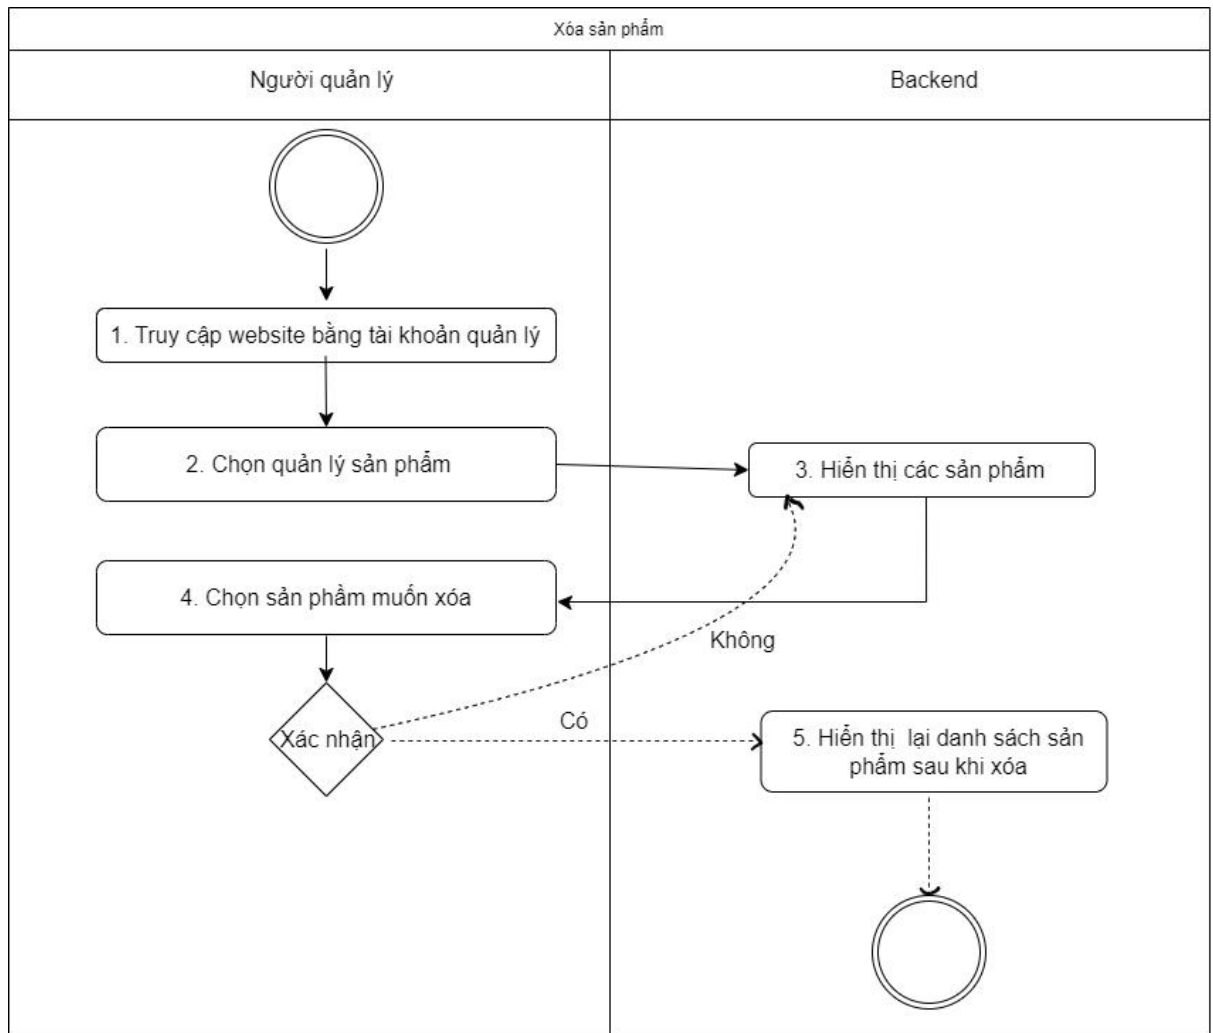 Xóa sản phẩm
Người quản lý
Backend
1. Truy cập website bằng tài khoản quản lý
2. Chọn quản lý sản phẩm
3. Hiển thị các sản phẩm
4. Chọn sản phầm muốn xóa
Không
Xác nhận
Có
5. Hiển thị lại danh sách sản
phẩm sau khi xóa